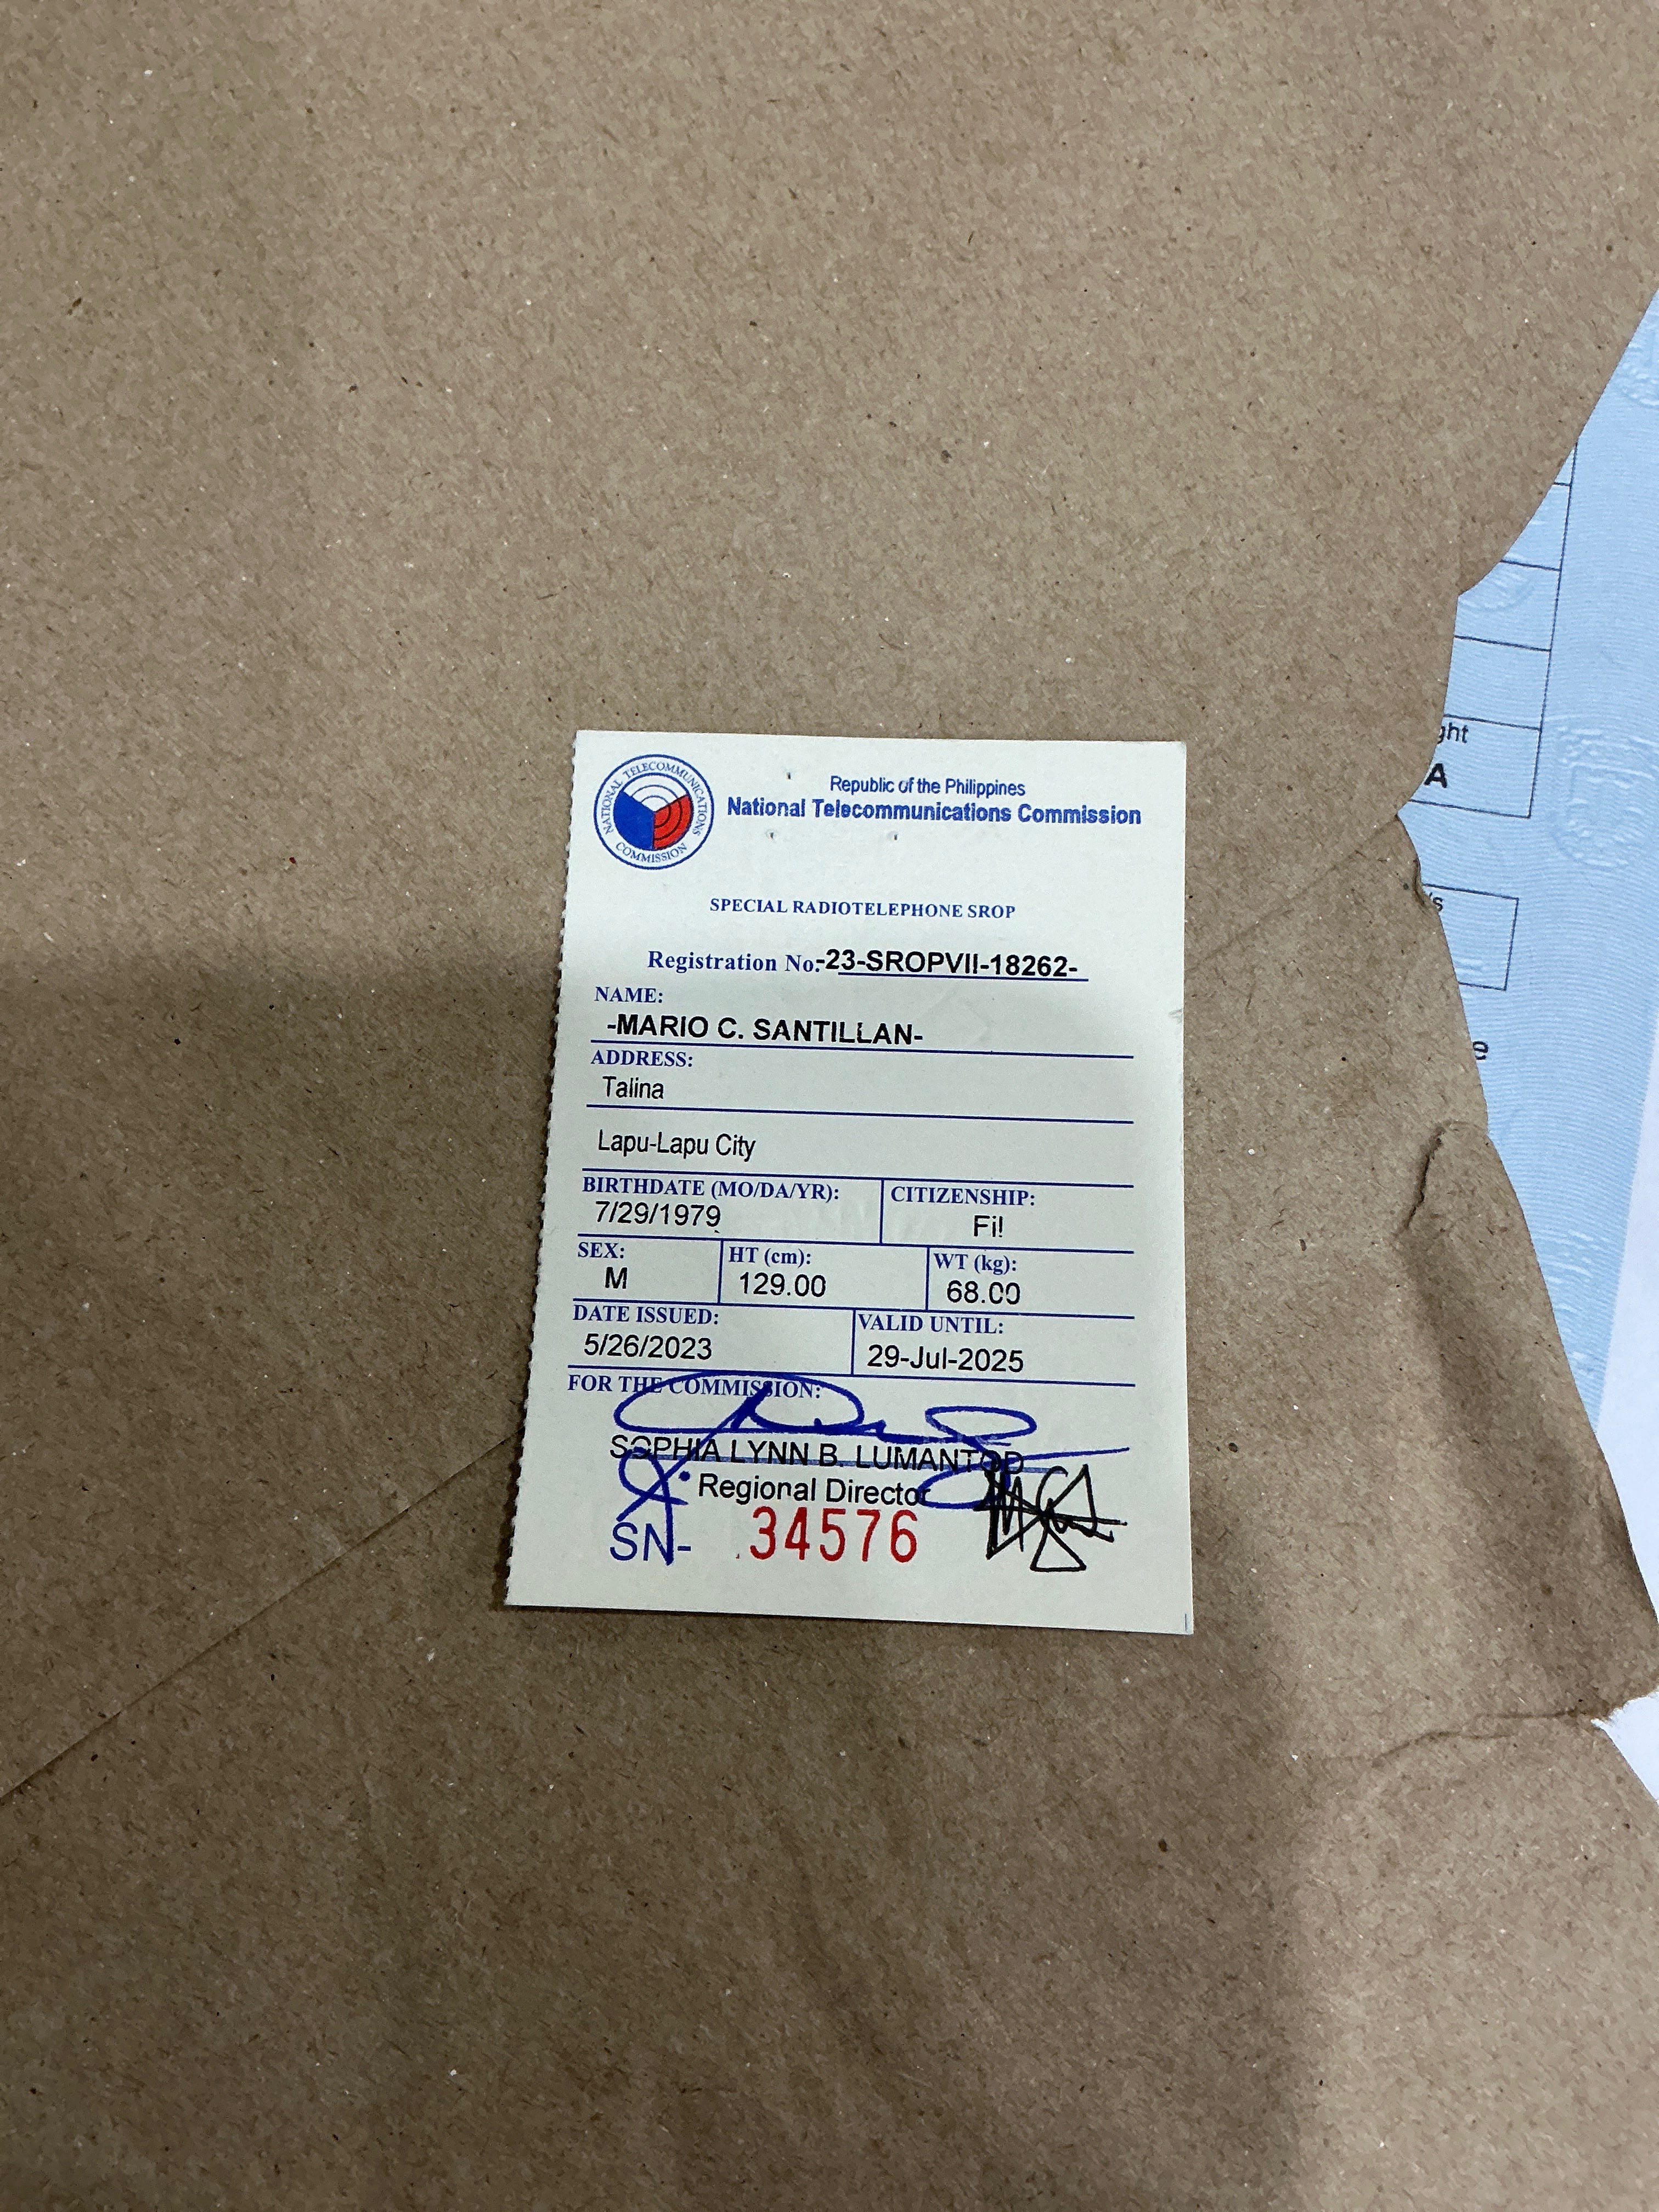 NATIONAL TELECOMMUNICATIONS COMMISSION
Republic of the Philippines
National Telecommunications Commission
SPECIAL RADIOTELEPHONE SROP
Registration No.: -23-SROPVII-18262-
NAME:
-MARIO C. SANTILLAN-
ADDRESS:
Talina
Lapu-Lapu City
BIRTHDATE (MO/DA/YR): CITIZENSHIP:
7/29/1979 Fi!
SEX: HT (cm): WT (kg):
M 129.00 68.00
DATE ISSUED: VALID UNTIL:
5/26/2023 29-Jul-2025
FOR THE COMMISSION:
SOPHIA LYNN B. LUMANTOD
Regional Director
SN- 34576
ght
A
's
e